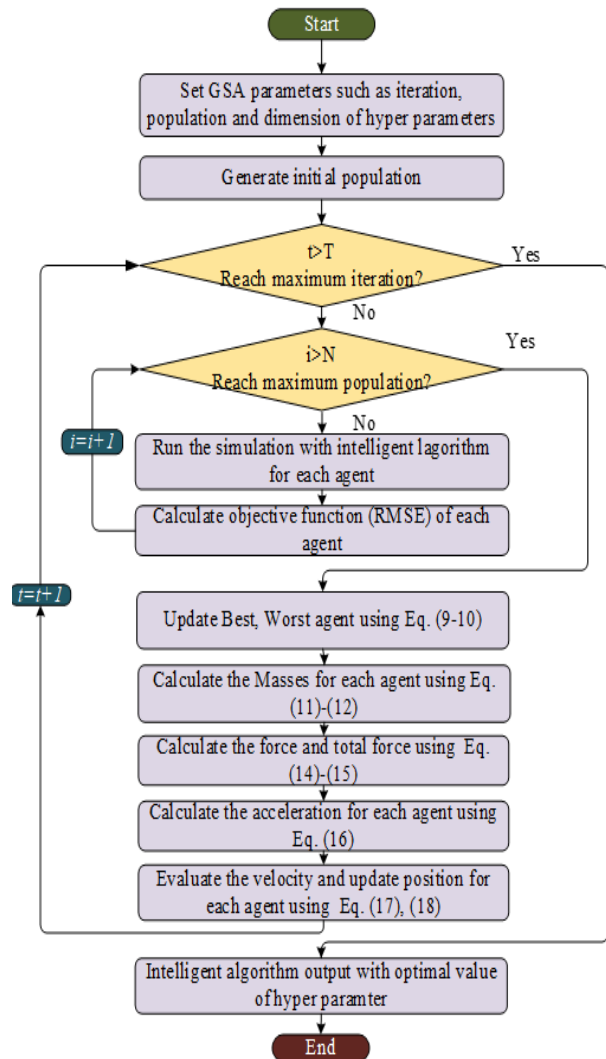 Start
Set GSA parameters such as iteration,
population and dimension of hyper parameters
Generate initial population
t>T
Reach maximum iteration?
Yes
No
i>N
Reach maximum population?
Yes
No
i=i+1
Run the simulation with intelligent lagorithm
for each agent
Calculate objective function (RMSE) of each
agent
t=t+1
Update Best, Worst agent using Eq. (9-10)
Calculate the Masses for each agent using Eq.
(11)-(12)
Calculate the force and total force using Eq.
(14)-(15)
Calculate the acceleration for each agent using
Eq. (16)
Evaluate the velocity and update position for
each agent using Eq. (17), (18)
Intelligent algorithm output with optimal value
of hyper paramter
End